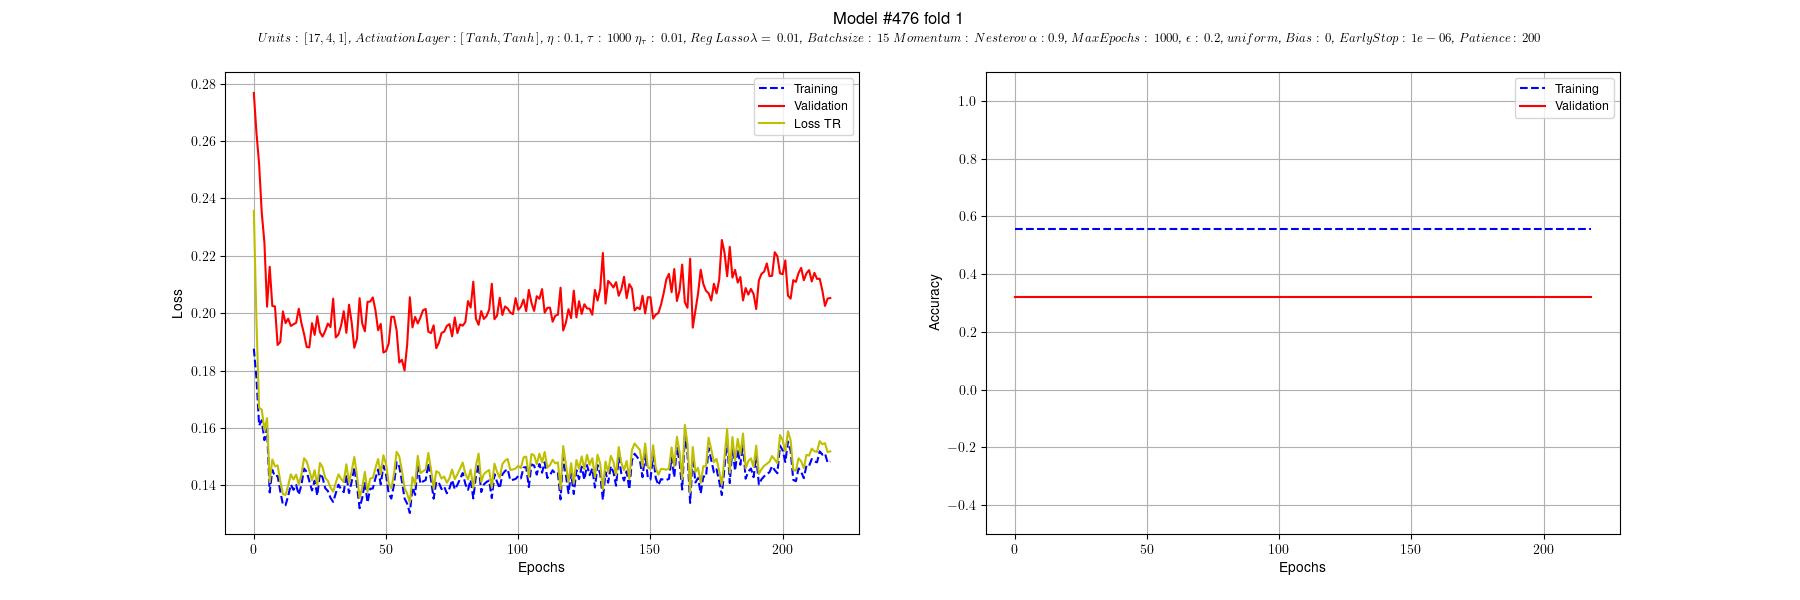 Model #476 fold 1
Units : [17, 4, 1], ActivationLayer : [Tanh, Tanh], η : 0.1, τ : 1000 ητ : 0.01, Reg Lassoλ = 0.01, Batchsize : 15 Momentum : Nesterov α : 0.9, MaxEpochs : 1000, ϵ : 0.2, uniform, Bias : 0, EarlyStop : 1e − 06, Patience : 200
0.28
0.26
0.24
0.22
0.20
0.18
0.16
0.14
Loss
0 50 100 150 200
Epochs
Training
Validation
Loss TR
1.0
0.8
0.6
0.4
0.2
0.0
−0.2
−0.4
Accuracy
0 50 100 150 200
Epochs
Training
Validation